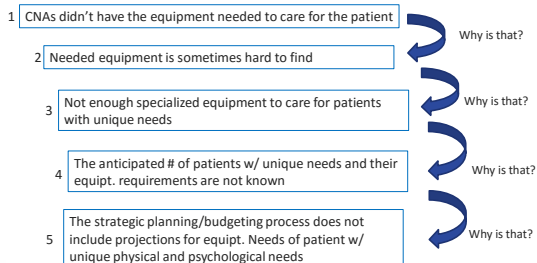 1 CNAs didn't have the equipment needed to care for the patient
Why is that?
2 Needed equipment is sometimes hard to find
Why is that?
3 Not enough specialized equipment to care for patients
with unique needs
Why is that?
4 The anticipated # of patients w/ unique needs and their
equipt. requirements are not known
Why is that?
5 The strategic planning/budgeting process does not
include projections for equipt. Needs of patient w/
unique physical and psychological needs